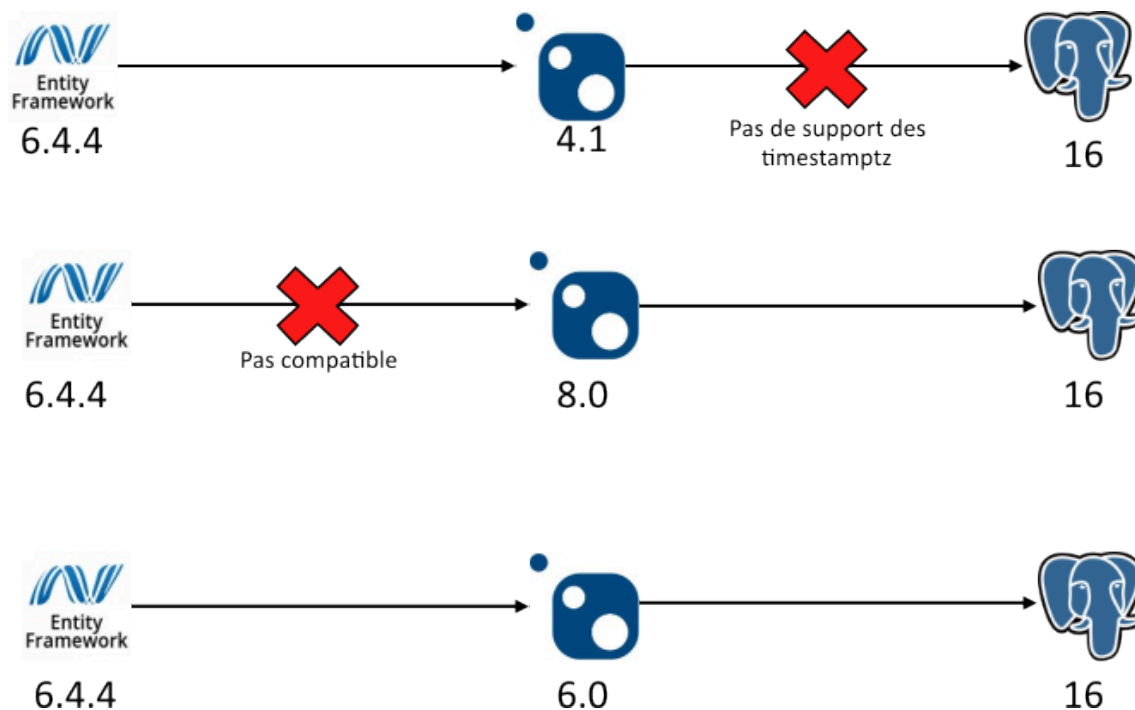 Entity
Framework
6.4.4
4.1
Pas de support des
timestamptz
16
Entity
Framework
6.4.4
Pas compatible
8.0
16
Entity
Framework
6.4.4
6.0
16